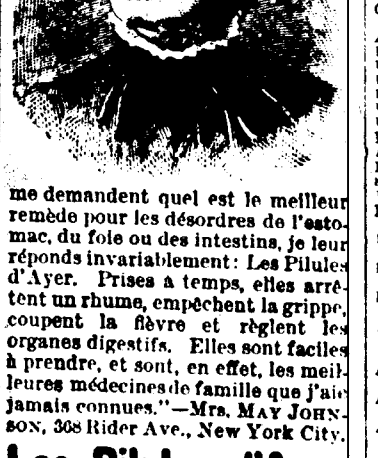 me demandent quel est le meilleur
remède pour les désordres de l'esto-
mac, du foie ou des intestins, je leur
réponds invariablement: Les Pilules
d'Ayer. Prises à temps, elles arrê-
tent un rhume, empêchent la grippe,
coupent la fièvre et règlent les
organes digestifs. Elles sont faciles
à prendre, et sont, en effet, les meil-
leures médecines de famille que j'aie
jamais connues."—Mrs. MAY JOHN-
SON, 368 Rider Ave., New York City.